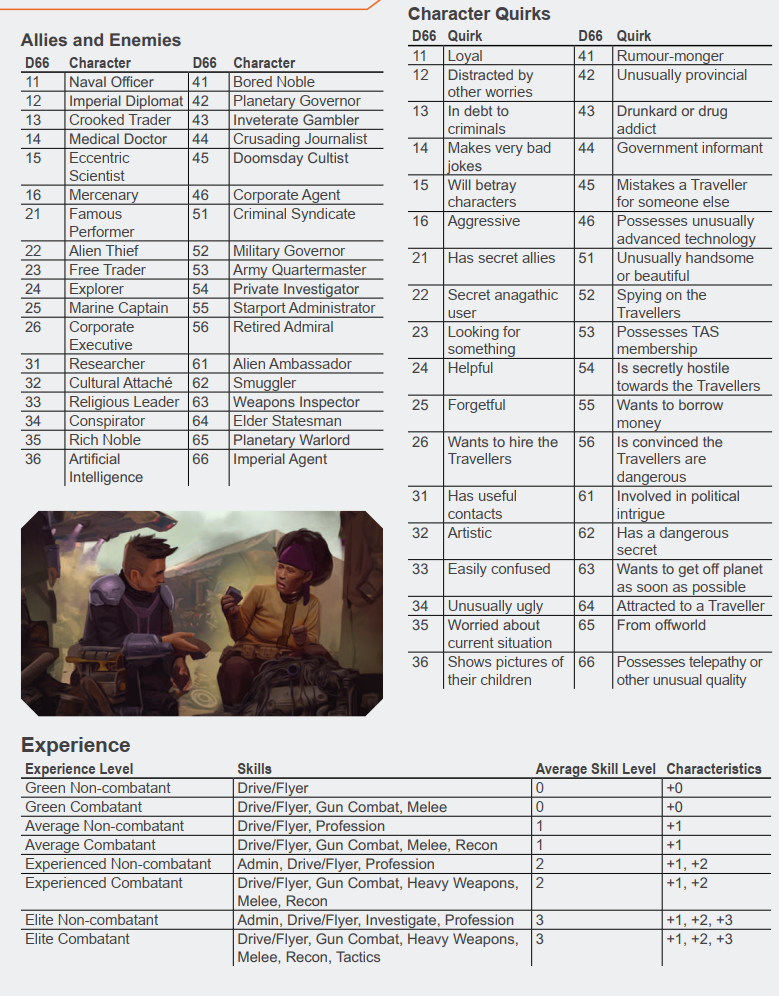 Allies and Enemies
D66 Character D66 Character
11 Naval Officer 41 Bored Noble
12 Imperial Diplomat 42 Planetary Governor
13 Crooked Trader 43 Inveterate Gambler
14 Medical Doctor 44 Crusading Journalist
15 Eccentric 45 Doomsday Cultist
Scientist
16 Mercenary 46 Corporate Agent
21 Famous 51 Criminal Syndicate
Performer
22 Alien Thief 52 Military Governor
23 Free Trader 53 Army Quartermaster
24 Explorer 54 Private Investigator
25 Marine Captain 55 Starport Administrator
26 Corporate 56 Retired Admiral
Executive
31 Researcher 61 Alien Ambassador
32 Cultural Attaché 62 Smuggler
33 Religious Leader 63 Weapons Inspector
34 Conspirator 64 Elder Statesman
35 Rich Noble 65 Planetary Warlord
36 Artificial 66 Imperial Agent
Intelligence
Character Quirks
D66 Quirk D66 Quirk
11 Loyal 41 Rumour-monger
12 Distracted by 42 Unusually provincial
other worries
13 In debt to 43 Drunkard or drug
criminals addict
14 Makes very bad 44 Government informant
jokes
15 Will betray 45 Mistakes a Traveller
characters for someone else
16 Aggressive 46 Possesses unusually
advanced technology
21 Has secret allies 51 Unusually handsome
or beautiful
22 Secret anagathic 52 Spying on the
user Travellers
23 Looking for 53 Possesses TAS
something membership
24 Helpful 54 Is secretly hostile
towards the Travellers
25 Forgetful 55 Wants to borrow
money
26 Wants to hire the 56 Is convinced the
Travellers Travellers are
dangerous
31 Has useful 61 Involved in political
contacts intrigue
32 Artistic 62 Has a dangerous
secret
33 Easily confused 63 Wants to get off planet
as soon as possible
34 Unusually ugly 64 Attracted to a Traveller
35 Worried about 65 From offworld
current situation
36 Shows pictures of 66 Possesses telepathy or
their children other unusual quality
Experience
Experience Level Skills Average Skill Level Characteristics
Green Non-combatant Drive/Flyer 0 +0
Green Combatant Drive/Flyer, Gun Combat, Melee 0 +0
Average Non-combatant Drive/Flyer, Profession 1 +1
Average Combatant Drive/Flyer, Gun Combat, Melee, Recon 1 +1
Experienced Non-combatant Admin, Drive/Flyer, Profession 2 +1, +2
Experienced Combatant Drive/Flyer, Gun Combat, Heavy Weapons, 2 +1, +2
Melee, Recon
Elite Non-combatant Admin, Drive/Flyer, Investigate, Profession 3 +1, +2, +3
Elite Combatant Drive/Flyer, Gun Combat, Heavy Weapons, 3 +1, +2, +3
Melee, Recon, Tactics